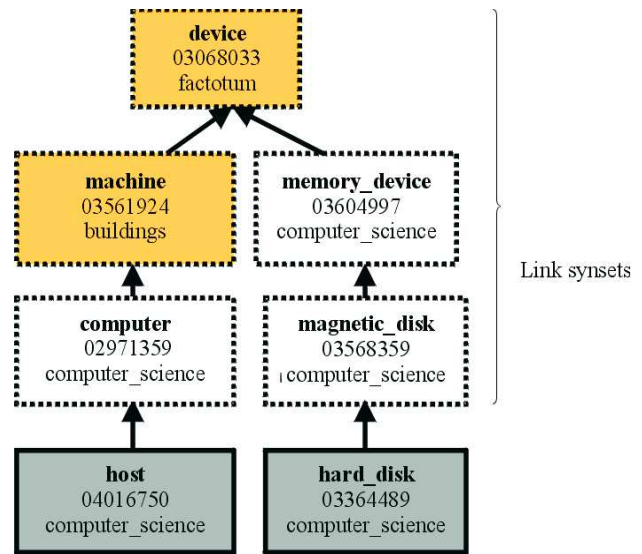 device
03068033
factotum
machine
03561924
buildings
memory_device
03604997
computer_science
Link synsets
computer
02971359
computer_science
magnetic_disk
03568359
computer_science
host
04016750
computer_science
hard_disk
03364489
computer_science